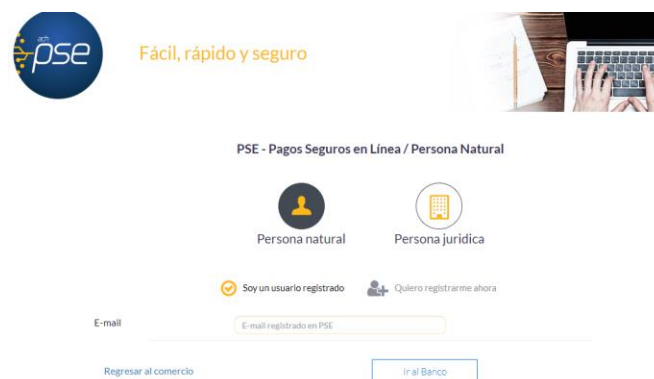 ach
pse
Fácil, rápido y seguro
PSE - Pagos Seguros en Línea / Persona Natural
Persona natural
Persona juridica
Soy un usuario registrado
Quiero registrarme ahora
E-mail
E-mail registrado en PSE
Regresar al comercio
Ir al Banco